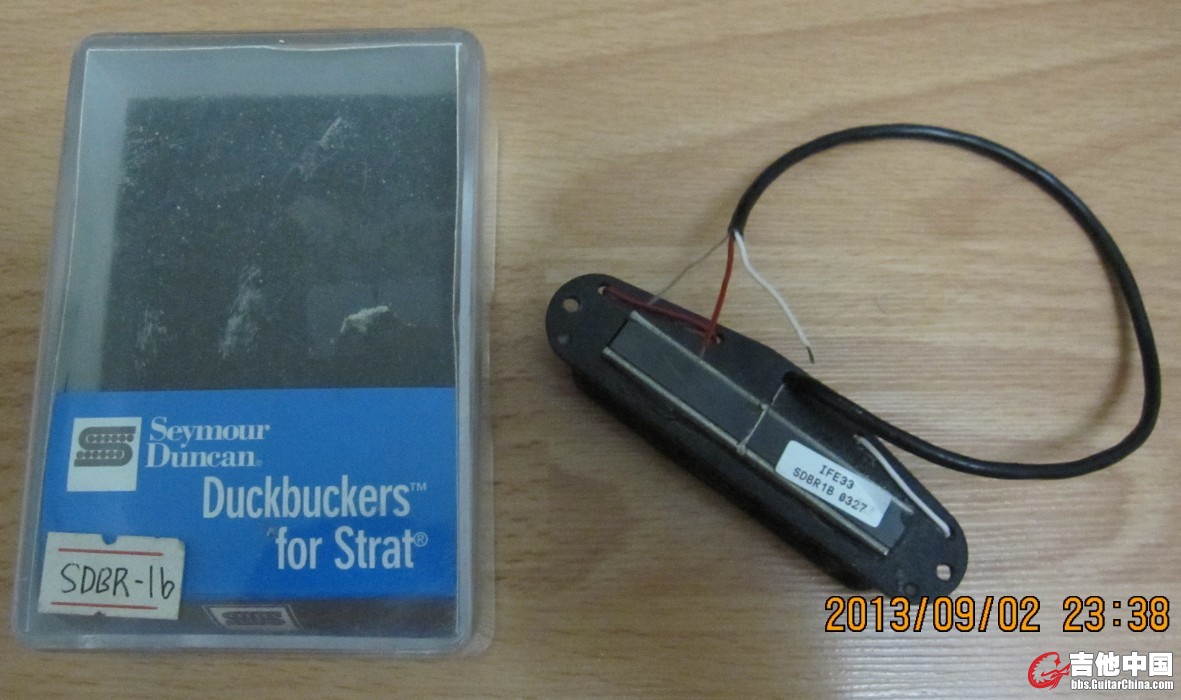 Seymour
Duncan®
Duckbuckers™
for Strat®
SDBR-1b
IFE33
SDBR1B 0327
2013/09/02 23:38
吉他中国
bbs.GuitarChina.com